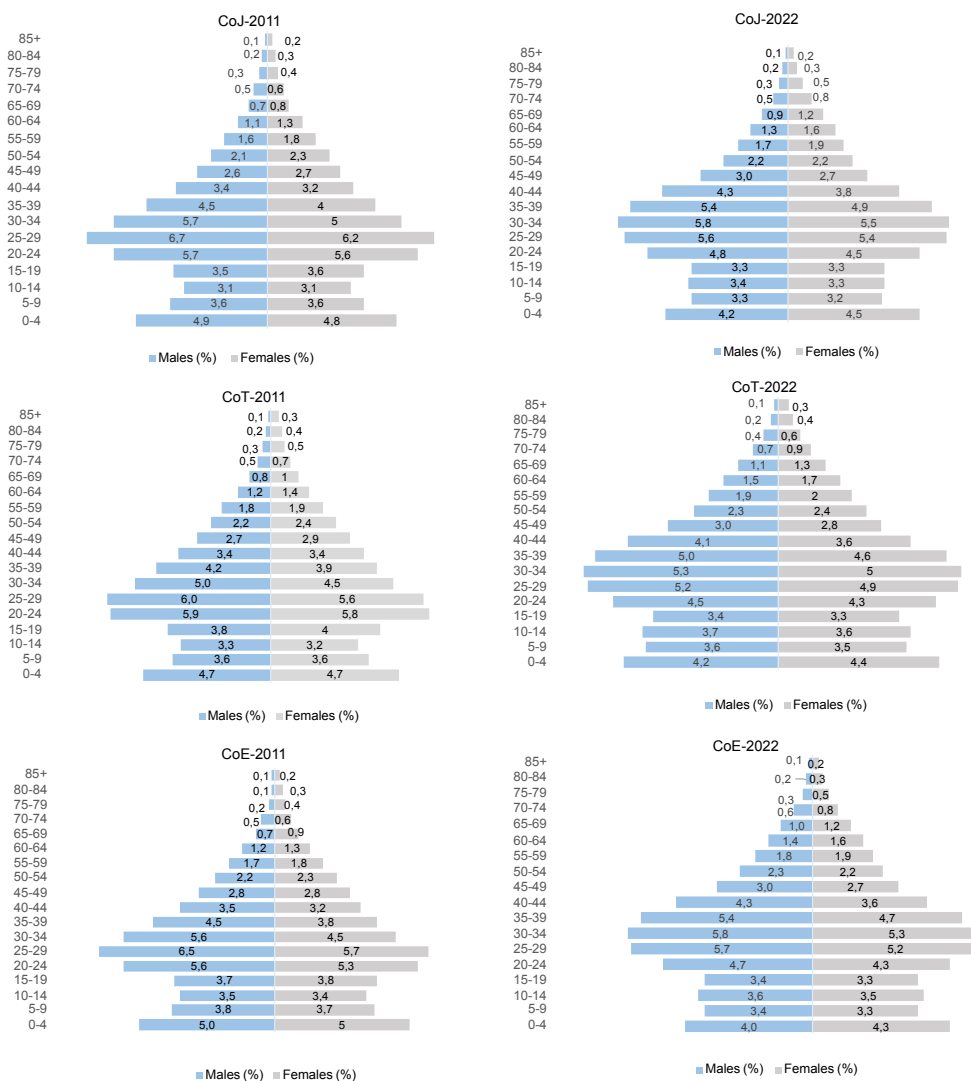 CoJ-2011
85+ 0,1 0,2
80-84 0,2 0,3
75-79 0,3 0,4
70-74 0,5 0,6
65-69 0,7 0,8
60-64 1,1 1,3
55-59 1,6 1,8
50-54 2,1 2,3
45-49 2,6 2,7
40-44 3,4 3,2
35-39 4,5 4
30-34 5,7 5
25-29 6,7 6,2
20-24 5,7 5,6
15-19 3,5 3,6
10-14 3,1 3,1
5-9 3,6 3,6
0-4 4,9 4,8
Males (%) Females (%)
CoJ-2022
85+ 0,1 0,2
80-84 0,2 0,3
75-79 0,3 0,5
70-74 0,5 0,8
65-69 0,9 1,2
60-64 1,3 1,6
55-59 1,7 1,9
50-54 2,2 2,2
45-49 3,0 2,7
40-44 4,3 3,8
35-39 5,4 4,9
30-34 5,8 5,5
25-29 5,6 5,4
20-24 4,8 4,5
15-19 3,3 3,3
10-14 3,4 3,3
5-9 3,3 3,2
0-4 4,2 4,5
Males (%) Females (%)
CoT-2011
85+ 0,1 0,3
80-84 0,2 0,4
75-79 0,3 0,5
70-74 0,5 0,7
65-69 0,8 1
60-64 1,2 1,4
55-59 1,8 1,9
50-54 2,2 2,4
45-49 2,7 2,9
40-44 3,4 3,4
35-39 4,2 3,9
30-34 5,0 4,5
25-29 6,0 5,6
20-24 5,9 5,8
15-19 3,8 4
10-14 3,3 3,2
5-9 3,6 3,6
0-4 4,7 4,7
Males (%) Females (%)
CoT-2022
85+ 0,1 0,3
80-84 0,2 0,4
75-79 0,4 0,6
70-74 0,7 0,9
65-69 1,1 1,3
60-64 1,5 1,7
55-59 1,9 2
50-54 2,3 2,4
45-49 3,0 2,8
40-44 4,1 3,6
35-39 5,0 4,6
30-34 5,3 5
25-29 5,2 4,9
20-24 4,5 4,3
15-19 3,4 3,3
10-14 3,7 3,6
5-9 3,6 3,5
0-4 4,2 4,4
Males (%) Females (%)
CoE-2011
85+ 0,1 0,2
80-84 0,1 0,3
75-79 0,2 0,4
70-74 0,5 0,6
65-69 0,7 0,9
60-64 1,2 1,3
55-59 1,7 1,8
50-54 2,2 2,3
45-49 2,8 2,8
40-44 3,5 3,2
35-39 4,5 3,8
30-34 5,6 4,5
25-29 6,5 5,7
20-24 5,6 5,3
15-19 3,7 3,8
10-14 3,5 3,4
5-9 3,8 3,7
0-4 5,0 5
Males (%) Females (%)
CoE-2022
85+ 0,1 0,2
80-84 0,2 0,3
75-79 0,3 0,5
70-74 0,6 0,8
65-69 1,0 1,2
60-64 1,4 1,6
55-59 1,8 1,9
50-54 2,3 2,2
45-49 3,0 2,7
40-44 4,3 3,6
35-39 5,4 4,7
30-34 5,8 5,3
25-29 5,7 5,2
20-24 4,7 4,3
15-19 3,4 3,3
10-14 3,6 3,5
5-9 3,4 3,3
0-4 4,0 4,3
Males (%) Females (%)